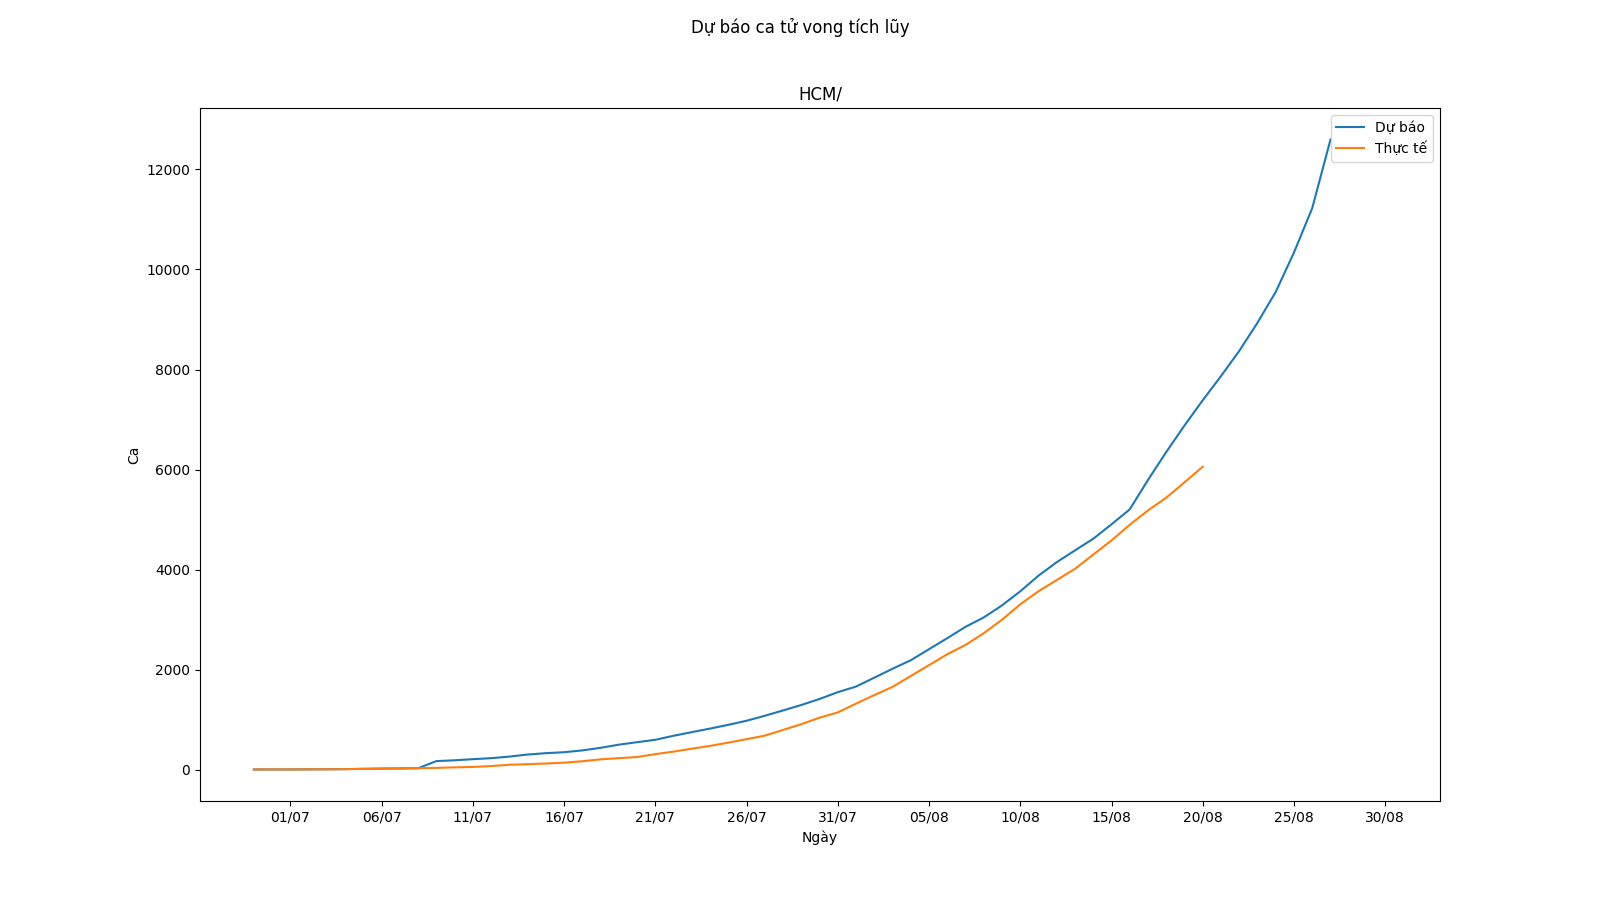 Dự báo ca tử vong tích lũy
HCM/
Dự báo
Thực tế
12000
10000
8000
6000
4000
2000
0
Ca
01/07 06/07 11/07 16/07 21/07 26/07 31/07 05/08 10/08 15/08 20/08 25/08 30/08
Ngày